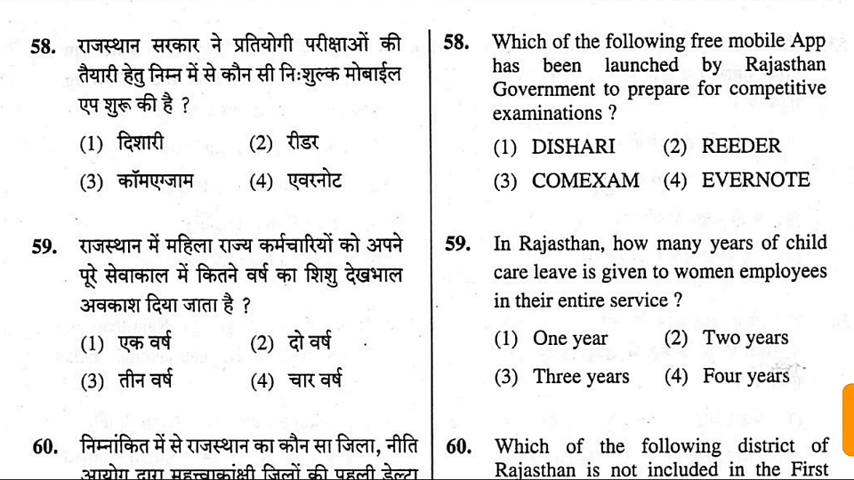 58. राजस्थान सरकार ने प्रतियोगी परीक्षाओं की
तैयारी हेतु निम्न में से कौन सी निःशुल्क मोबाईल
एप शुरू की है ?
(1) दिशारी (2) रीडर
(3) कॉमएग्जाम (4) एवरनोट
59. राजस्थान में महिला राज्य कर्मचारियों को अपने
पूरे सेवाकाल में कितने वर्ष का शिशु देखभाल
अवकाश दिया जाता है ?
(1) एक वर्ष (2) दो वर्ष
(3) तीन वर्ष (4) चार वर्ष
60. निम्नांकित में से राजस्थान का कौन सा जिला, नीति
आयोग द्वारा महत्त्वाकांक्षी जिलों की पहली डेल्टा
58. Which of the following free mobile App
has been launched by Rajasthan
Government to prepare for competitive
examinations ?
(1) DISHARI (2) REEDER
(3) COMEXAM (4) EVERNOTE
59. In Rajasthan, how many years of child
care leave is given to women employees
in their entire service ?
(1) One year (2) Two years
(3) Three years (4) Four years
60. Which of the following district of
Rajasthan is not included in the First